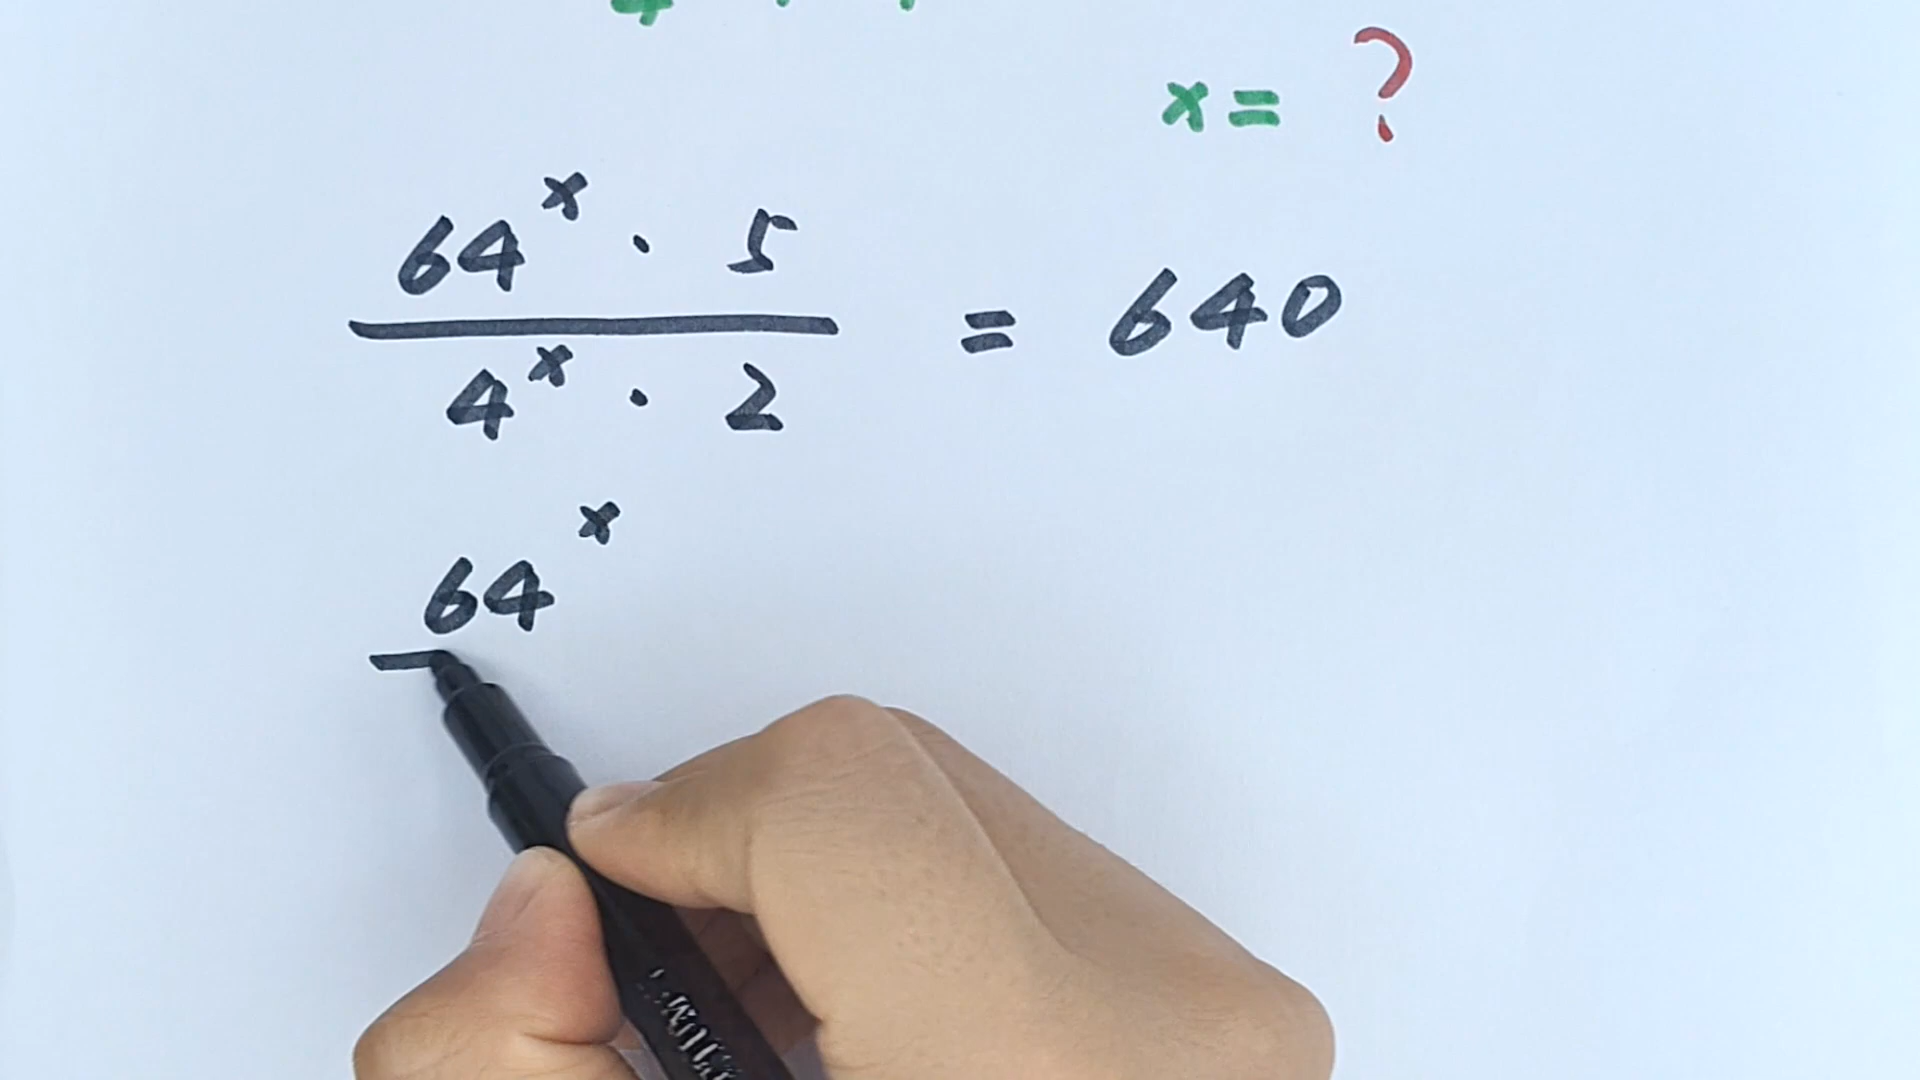 x = ?
64^x · 5
4^x · 2
= 640
64^x